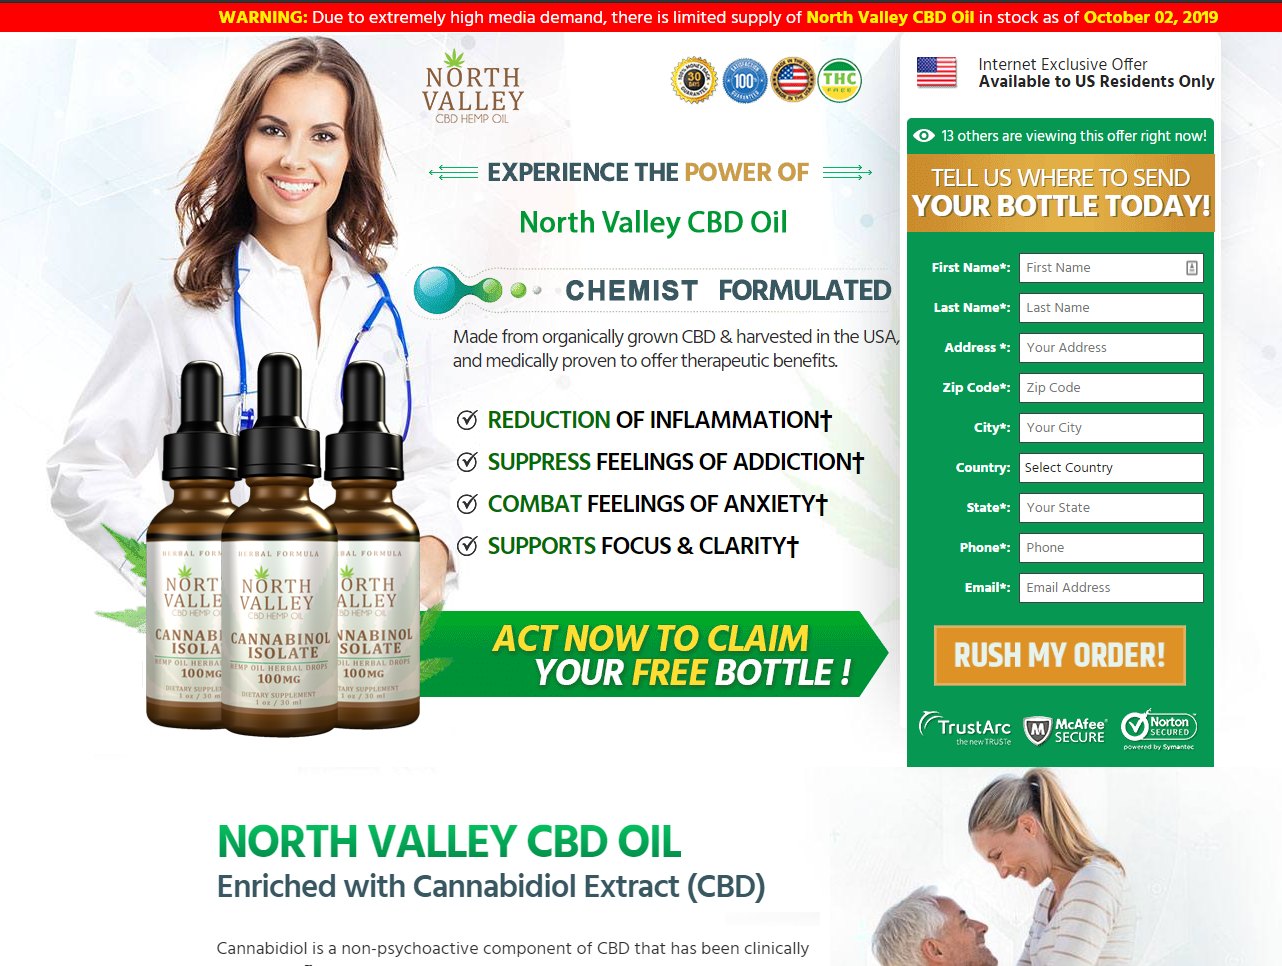 WARNING: Due to extremely high media demand, there is limited supply of North Valley CBD Oil in stock as of October 02, 2019
NORTH
VALLEY
CBD HEMP OIL
30
DAYS
SATISFACTION
100%
GUARANTEED
THC
FREE
EXPERIENCE THE POWER OF
North Valley CBD Oil
CHEMIST FORMULATED
Made from organically grown CBD & harvested in the USA,
and medically proven to offer therapeutic benefits.
REDUCTION OF INFLAMMATION†
SUPPRESS FEELINGS OF ADDICTION†
COMBAT FEELINGS OF ANXIETY†
SUPPORTS FOCUS & CLARITY†
ACT NOW TO CLAIM
YOUR FREE BOTTLE !
HERBAL FORMULA
NORTH
VALLEY
CBD HEMP OIL
CANNABINOL
ISOLATE
HEMP OIL HERBAL DROPS
100MG
DIETARY SUPPLEMENT
1 oz / 30 ml
Internet Exclusive Offer
Available to US Residents Only
13 others are viewing this offer right now!
TELL US WHERE TO SEND
YOUR BOTTLE TODAY!
First Name*: First Name
Last Name*: Last Name
Address *: Your Address
Zip Code*: Zip Code
City*: Your City
Country: Select Country
State*: Your State
Phone*: Phone
Email*: Email Address
RUSH MY ORDER!
TrustArc
the new TRUSTe
McAfee
SECURE
Norton
SECURED
powered by Symantec
NORTH VALLEY CBD OIL
Enriched with Cannabidiol Extract (CBD)
Cannabidiol is a non-psychoactive component of CBD that has been clinically